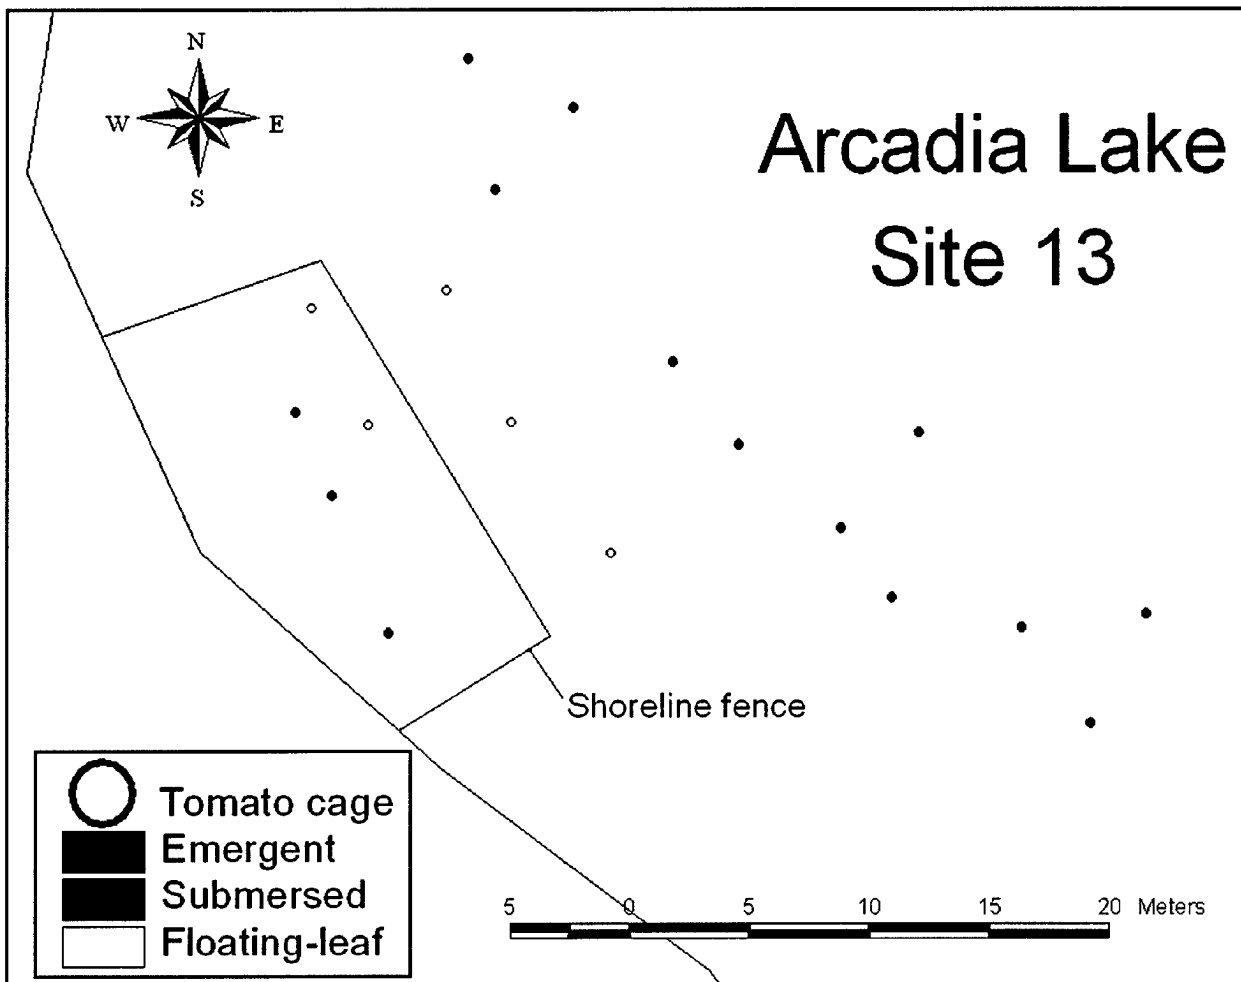 N
W E
S
Arcadia Lake
Site 13
Shoreline fence
Tomato cage
Emergent
Submersed
Floating-leaf
5 0 5 10 15 20 Meters